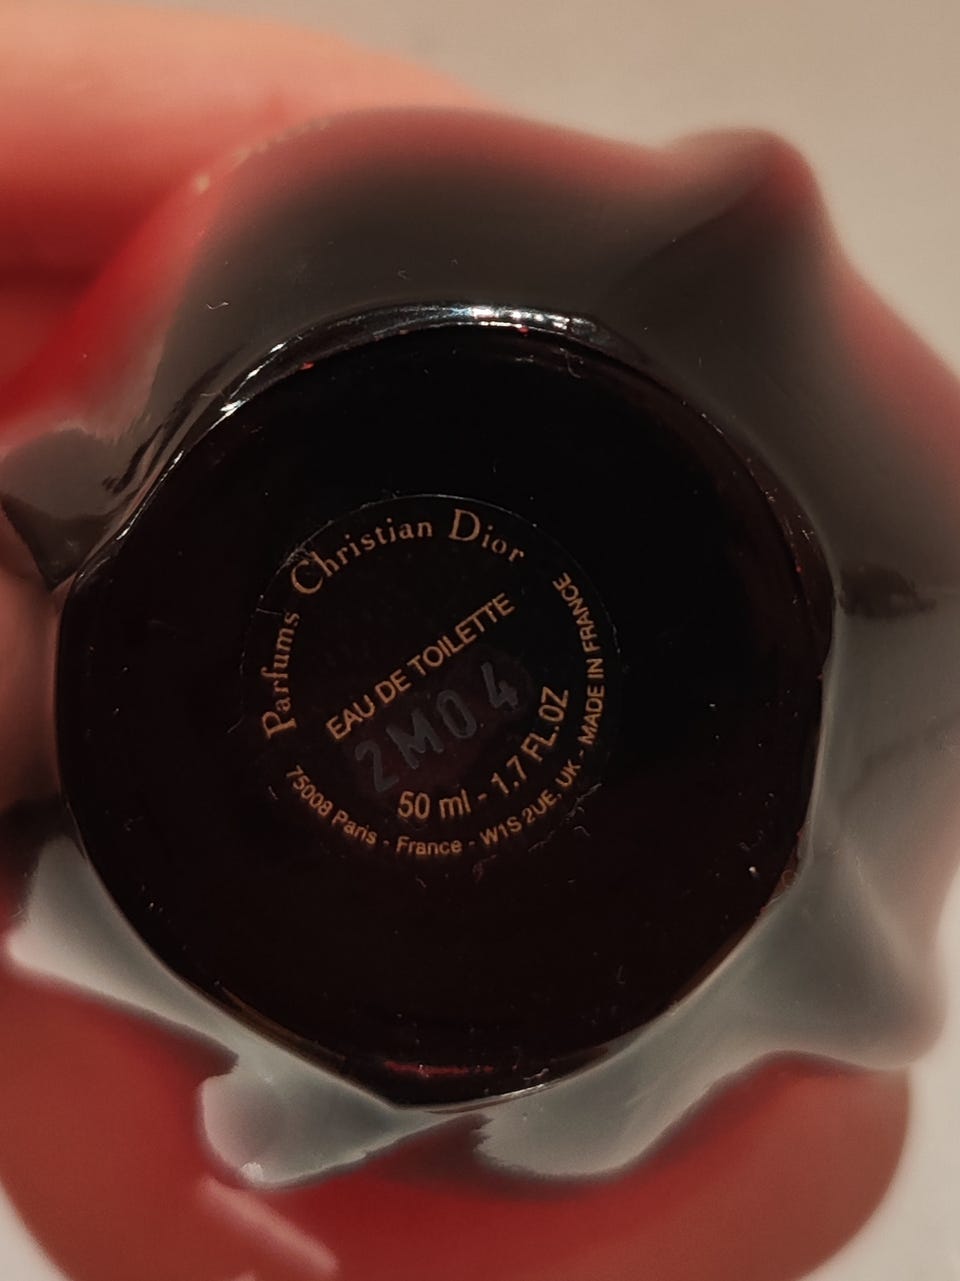 Parfums Christian Dior
EAU DE TOILETTE
2M04
50 ml - 1.7 FL.OZ
75008 Paris - France - W1S 2UE, UK - MADE IN FRANCE